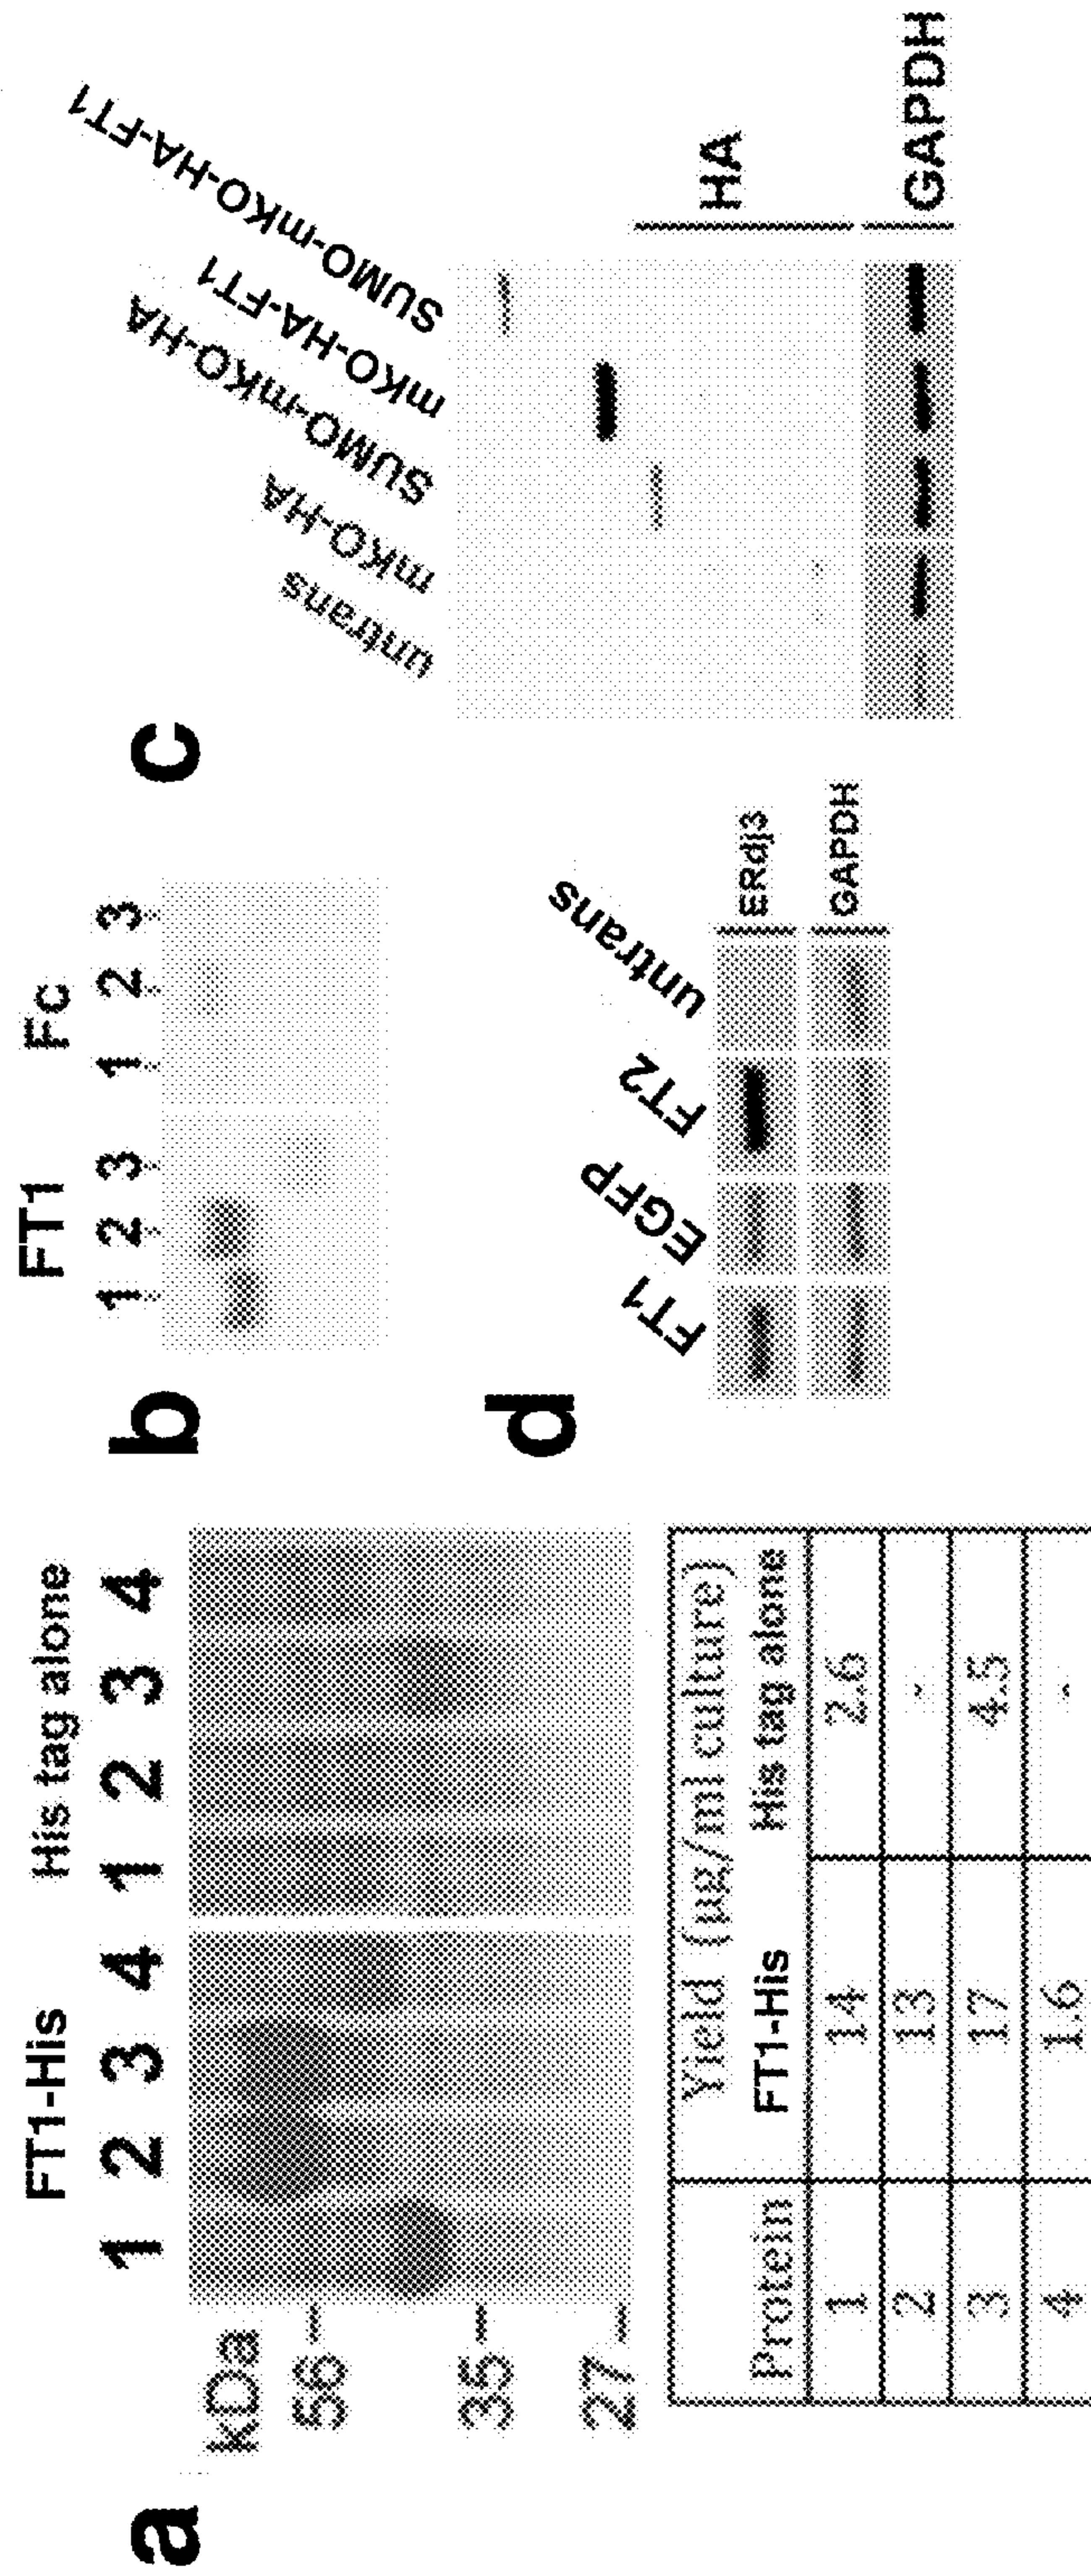 a
FT1-His His tag alone
1 2 3 4 1 2 3 4
kDa
56
35
27
Yield (µg/ml culture)
Protein FT1-His His tag alone
1 14 2.6
2 13 -
3 17 4.5
4 1.6 -
b
FT1 Fc
1 2 3 1 2 3
c
untrans
mKO-HA
SUMO-mKO-HA
mKO-HA-FT1
SUMO-mKO-HA-FT1
HA
GAPDH
d
FT1
EGFP
FT2
untrans
ERdj3
GAPDH